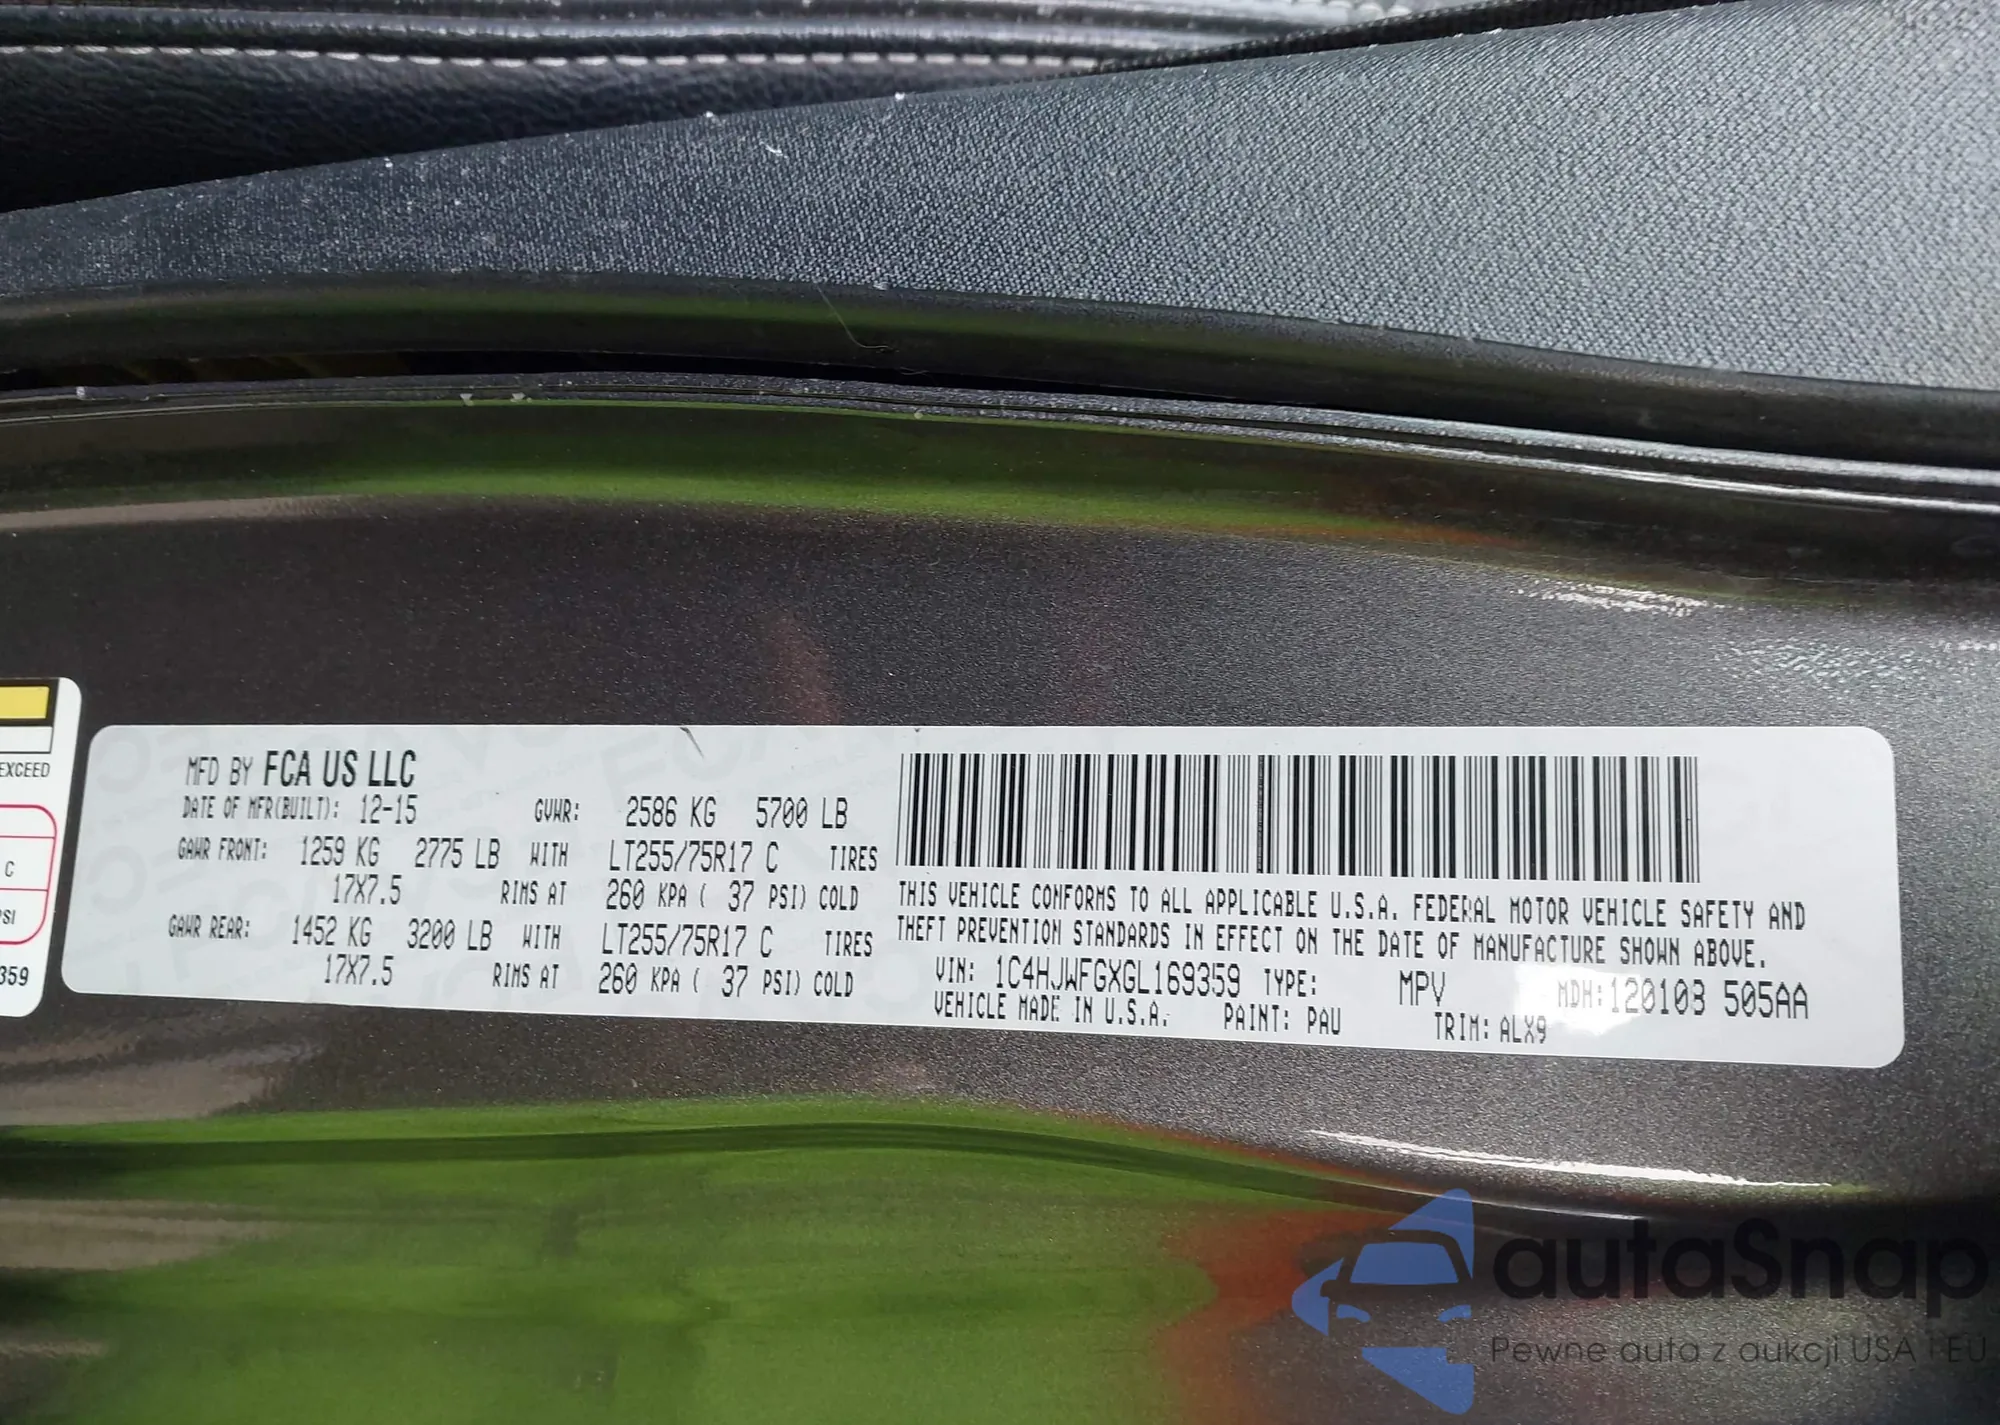 EXCEED
C
PSI
359
MFD BY FCA US LLC
DATE OF MFR(BUILT): 12-15 GVWR: 2586 KG 5700 LB
GAWR FRONT: 1259 KG 2775 LB WITH LT255/75R17 C TIRES
17X7.5 RIMS AT 260 KPA ( 37 PSI) COLD
GAWR REAR: 1452 KG 3200 LB WITH LT255/75R17 C TIRES
17X7.5 RIMS AT 260 KPA ( 37 PSI) COLD
THIS VEHICLE CONFORMS TO ALL APPLICABLE U.S.A. FEDERAL MOTOR VEHICLE SAFETY AND
THEFT PREVENTION STANDARDS IN EFFECT ON THE DATE OF MANUFACTURE SHOWN ABOVE.
VIN: 1C4HJWFGXGL169359 TYPE: MPV MDH:120103 505AA
VEHICLE MADE IN U.S.A. PAINT: PAU TRIM: ALX9
autaSnap
Pewne auta z aukcji USA i EU